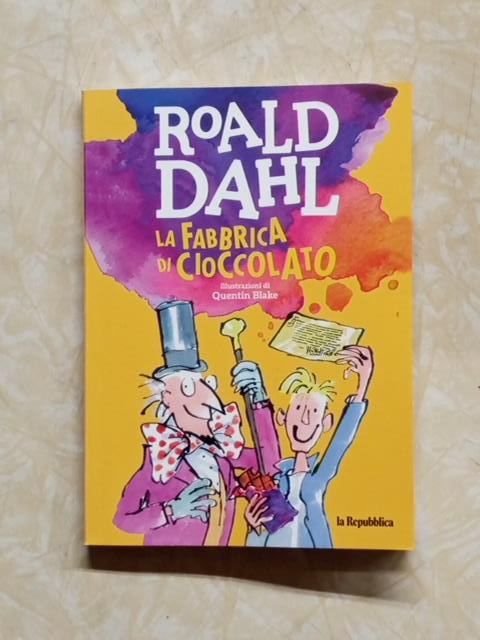 ROALD
DAHL
LA FABBRICA
DI CIOCCOLATO
Illustrazioni di
Quentin Blake
la Repubblica